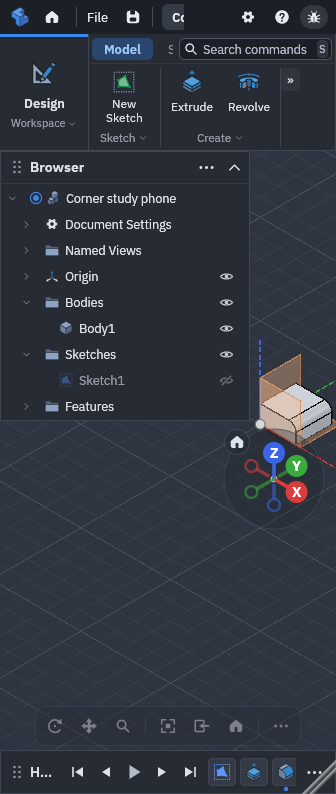 File
Co
Design
Workspace
Model
S
Search commands
S
New
Sketch
Extrude
Revolve
»
Sketch
Create
Browser
Corner study phone
Document Settings
Named Views
Origin
Bodies
Body1
Sketches
Sketch1
Features
Z
Y
X
H...